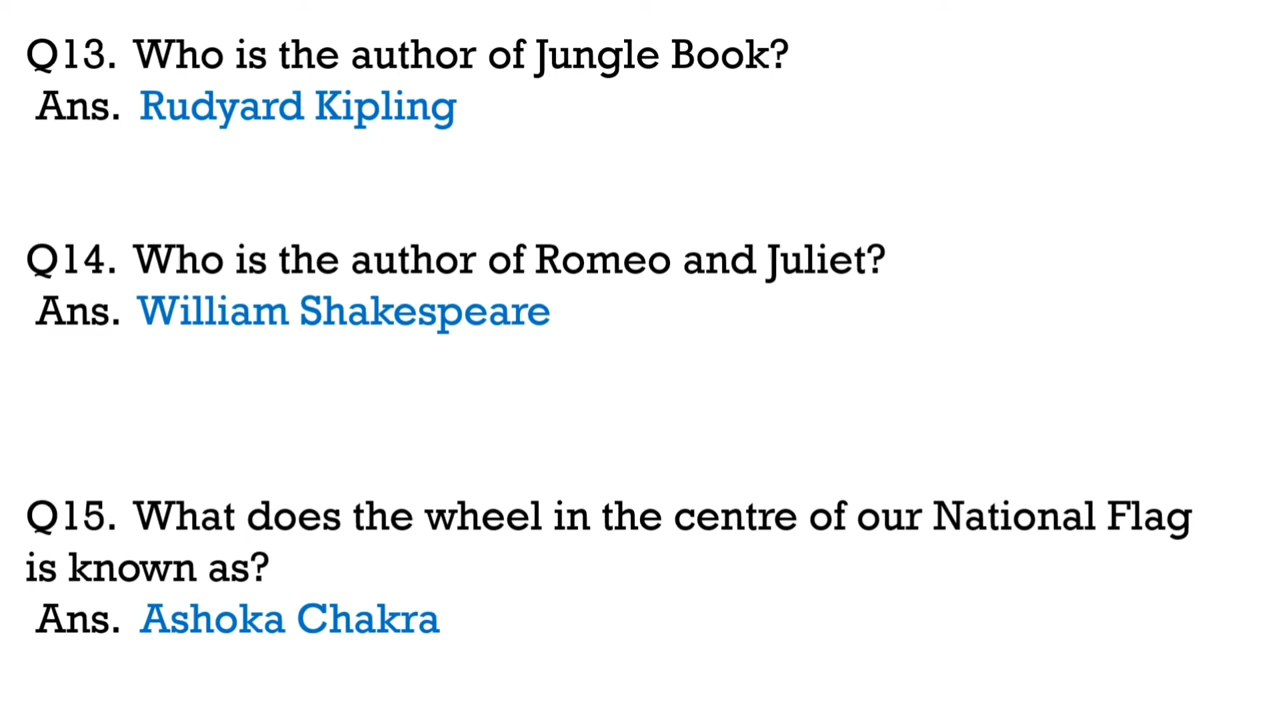 Q13. Who is the author of Jungle Book?
Ans. Rudyard Kipling
Q14. Who is the author of Romeo and Juliet?
Ans. William Shakespeare
Q15. What does the wheel in the centre of our National Flag
is known as?
Ans. Ashoka Chakra